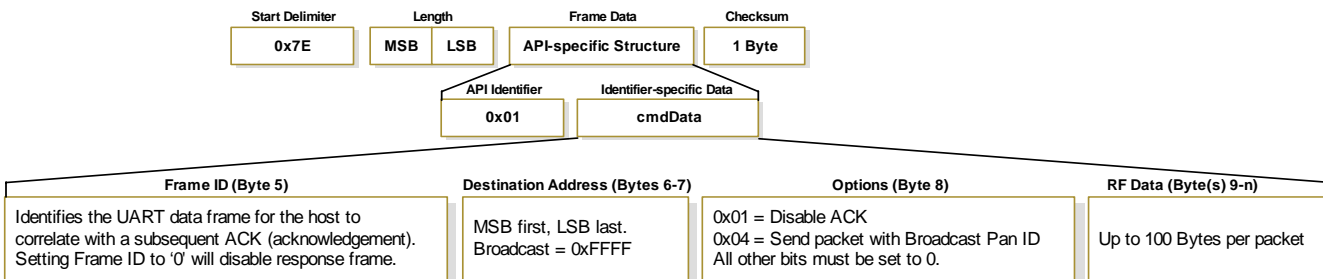 Start Delimiter
Length
Frame Data
Checksum
0x7E
MSB
LSB
API-specific Structure
1 Byte
API Identifier
Identifier-specific Data
0x01
cmdData
Frame ID (Byte 5)
Identifies the UART data frame for the host to
correlate with a subsequent ACK (acknowledgement).
Setting Frame ID to ‘0’ will disable response frame.
Destination Address (Bytes 6-7)
MSB first, LSB last.
Broadcast = 0xFFFF
Options (Byte 8)
0x01 = Disable ACK
0x04 = Send packet with Broadcast Pan ID
All other bits must be set to 0.
RF Data (Byte(s) 9-n)
Up to 100 Bytes per packet